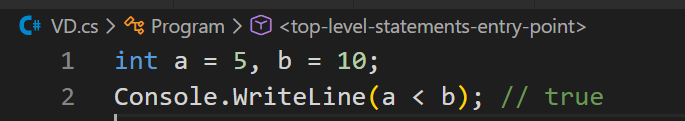 C# VD.cs > Program > <top-level-statements-entry-point>
1 int a = 5, b = 10;
2 Console.WriteLine(a < b); // true